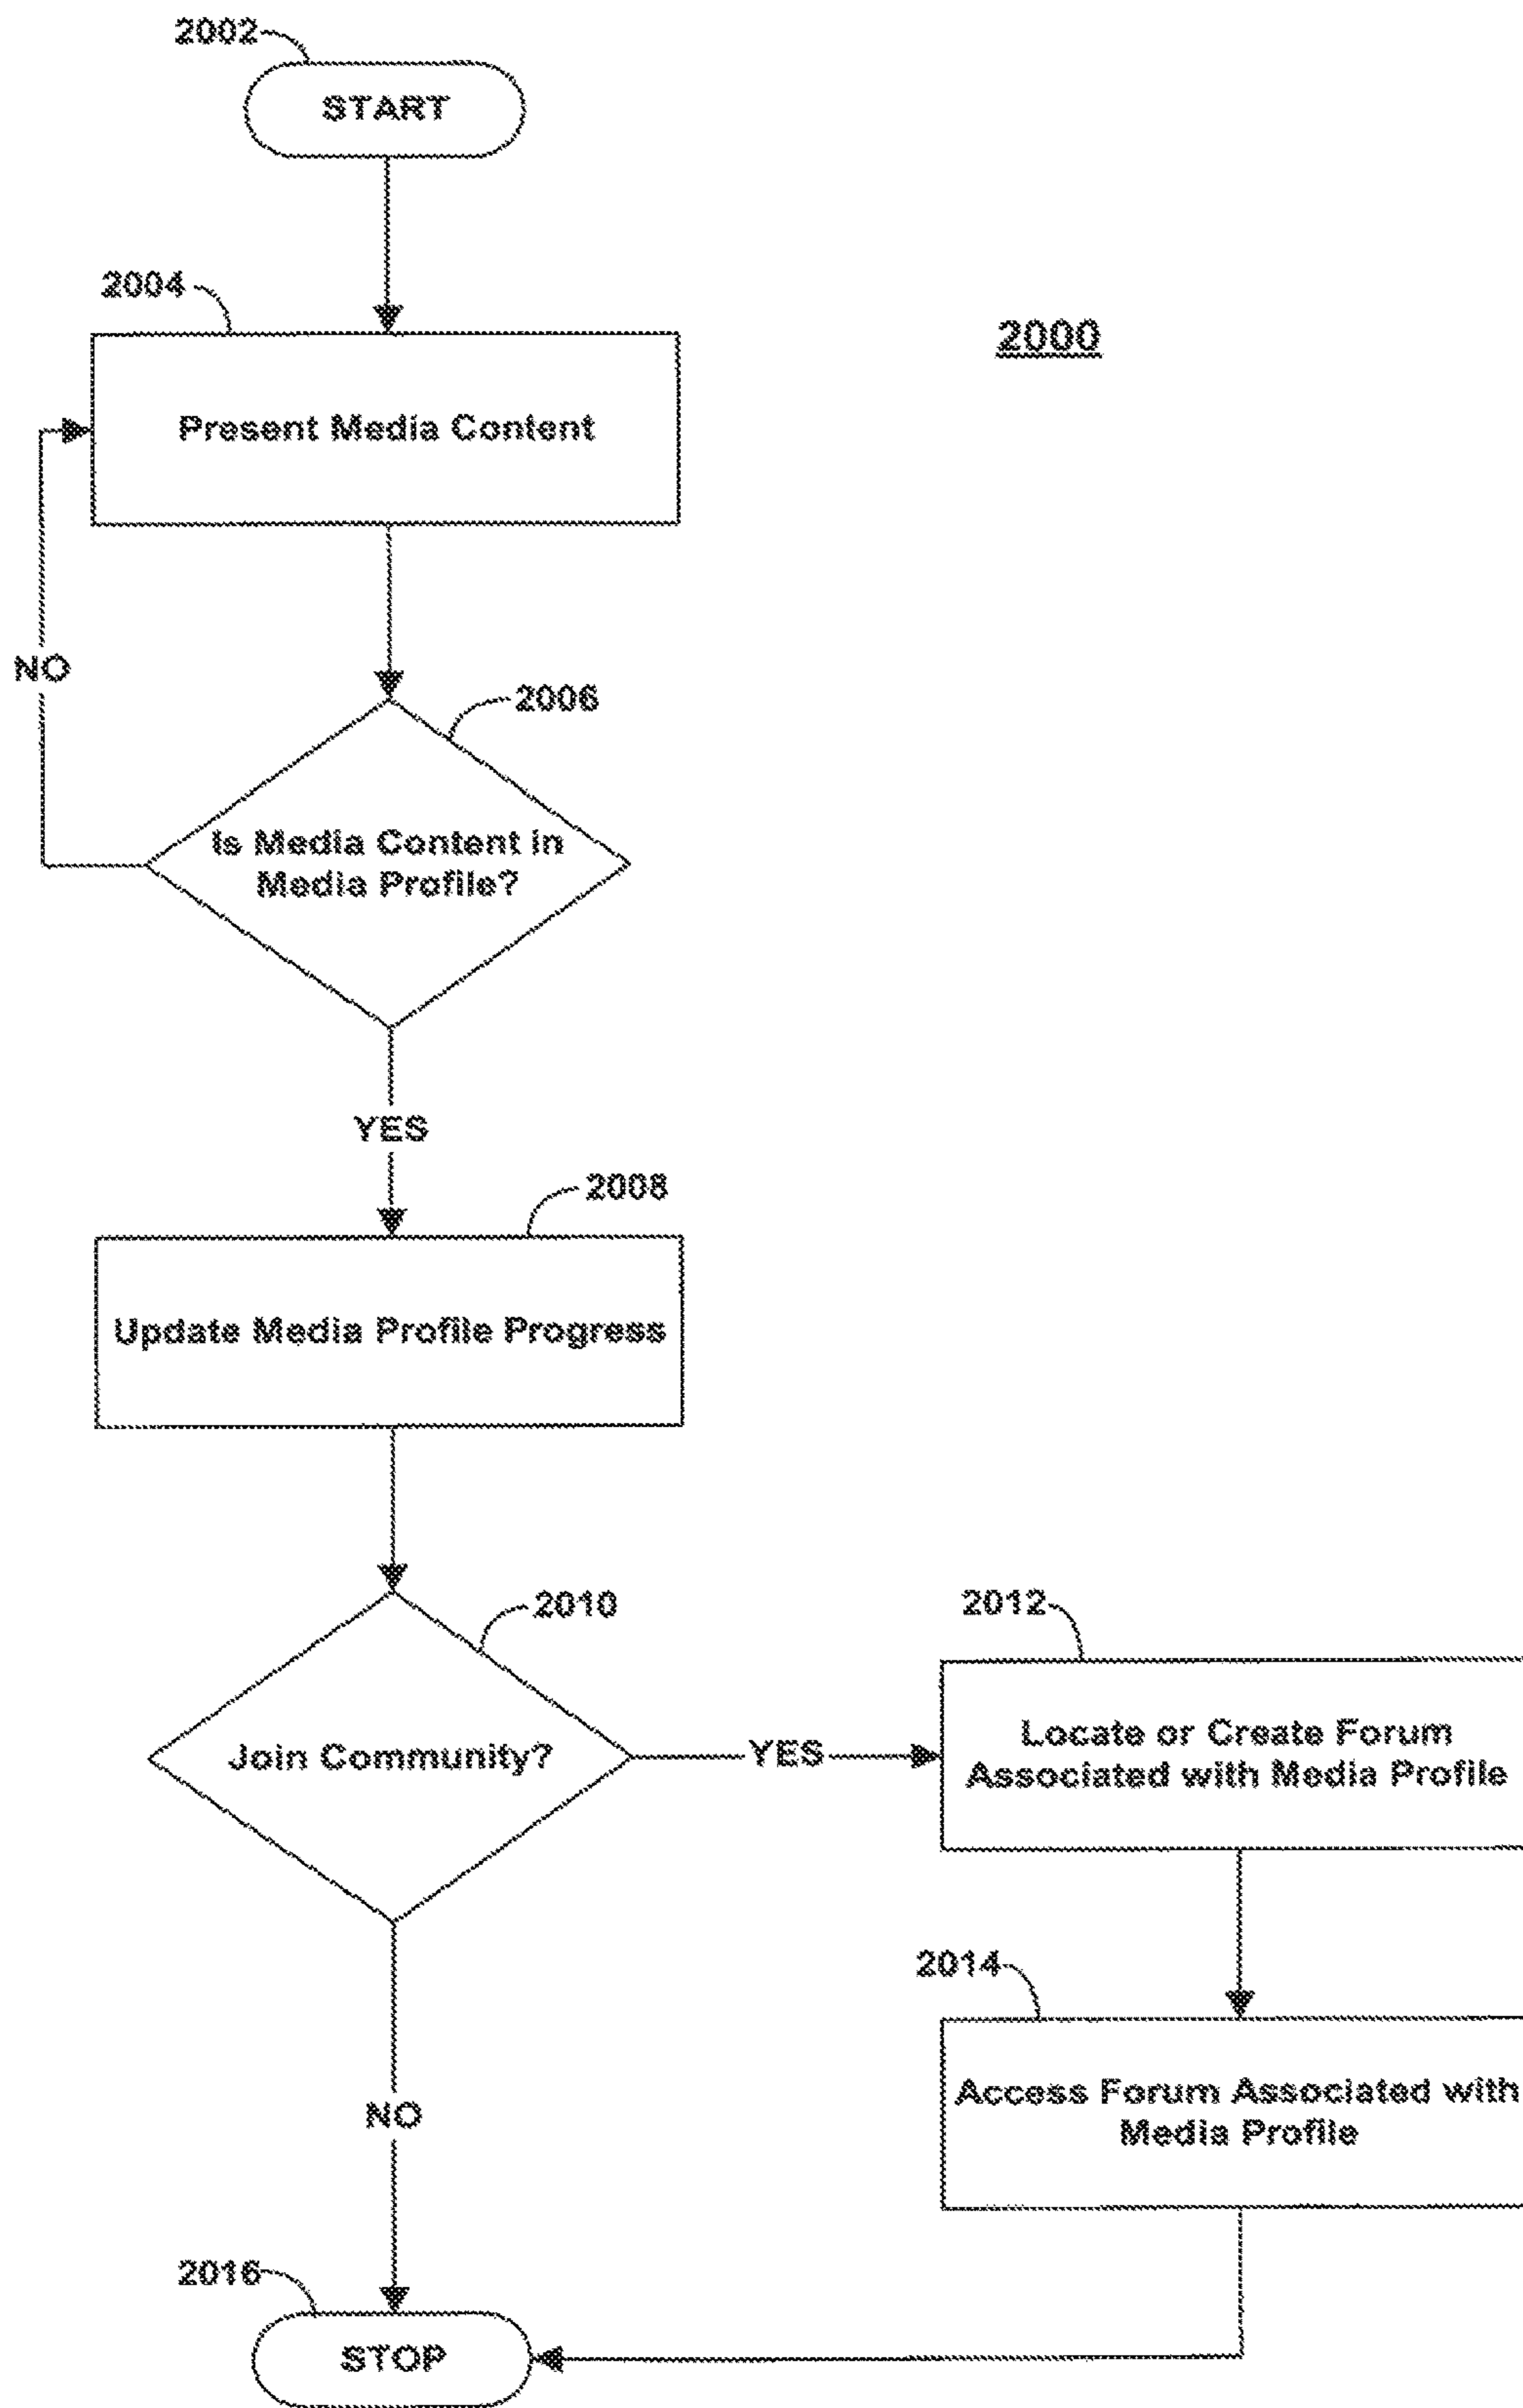 2002
START
2004
2000
Present Media Content
NO
2006
Is Media Content in
Media Profile?
YES
2008
Update Media Profile Progress
2010
2012
Join Community?
YES
Locate or Create Forum
Associated with Media Profile
2014
Access Forum Associated with
Media Profile
NO
2016
STOP